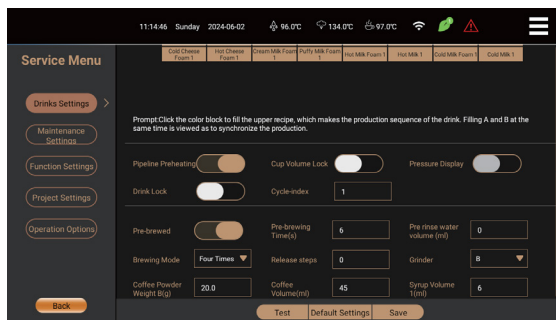 11:14:46 Sunday 2024-06-02 96.0℃ 134.0℃ 97.0℃
Service Menu
Cold Cheese Foam 1
Hot Cheese Foam 1
Cream Milk Foam 1
Puffy Milk Foam 1
Hot Milk Foam 1
Hot Milk 1
Cold Milk Foam 1
Cold Milk 1
Drinks Settings >
Maintenance
Settings
Function Settings
Project Settings
Operation Options
Back
Prompt:Click the color block to fill the upper recipe, which makes the production sequence of the drink. Filling A and B at the
same time is viewed as to synchronize the production.
Pipeline Preheating
Cup Volume Lock
Pressure Display
Drink Lock
Cycle-index 1
Pre-brewed
Pre-brewing
Time(s) 6
Pre rinse water
volume (ml) 0
Brewing Mode Four Times
Release steps 0
Grinder B
Coffee Powder
Weight B(g) 20.0
Coffee
Volume(ml) 45
Syrup Volume
1(ml) 6
Test Default Settings Save